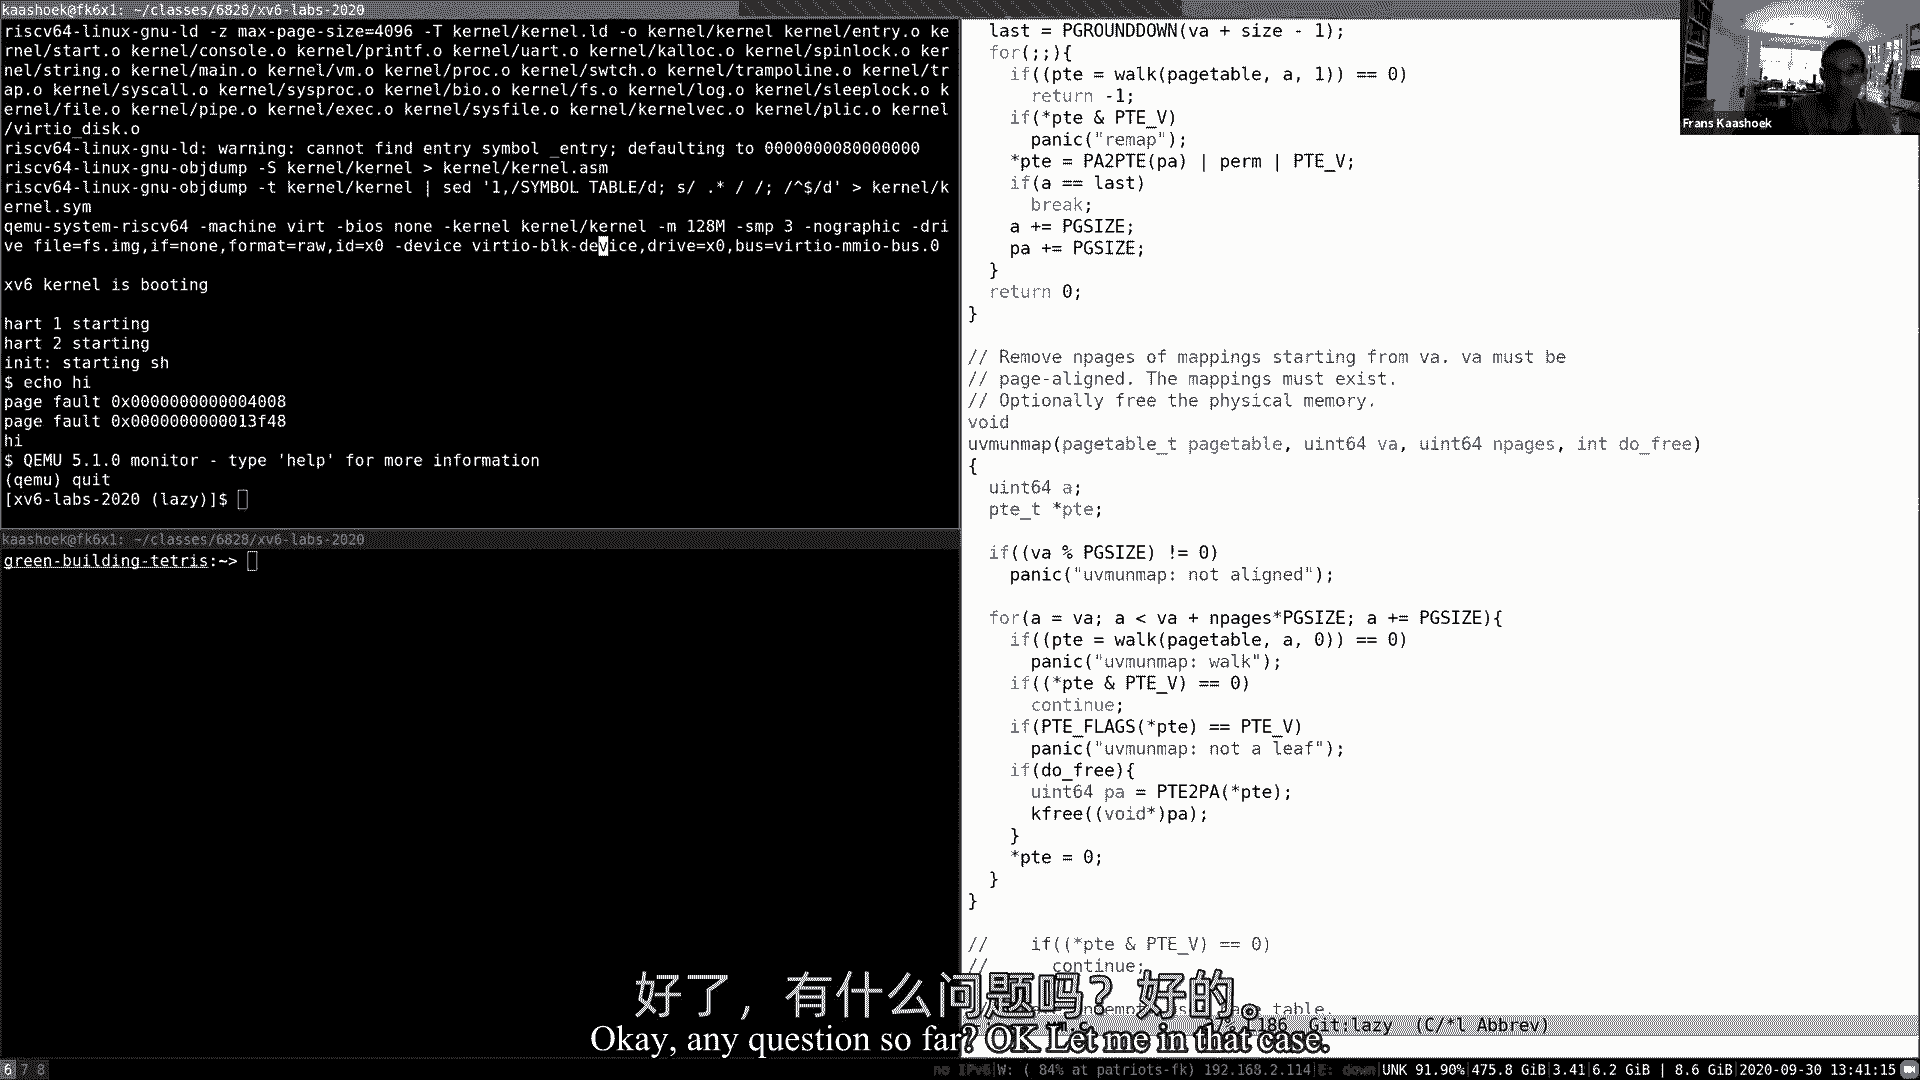 kaashoek@fk6x1: ~/classes/6828/xv6-labs-2020
riscv64-linux-gnu-ld -z max-page-size=4096 -T kernel/kernel.ld -o kernel/kernel kernel/entry.o ke
rnel/start.o kernel/console.o kernel/printf.o kernel/uart.o kernel/kalloc.o kernel/spinlock.o ker
nel/string.o kernel/main.o kernel/vm.o kernel/proc.o kernel/swtch.o kernel/trampoline.o kernel/tr
ap.o kernel/syscall.o kernel/sysproc.o kernel/bio.o kernel/fs.o kernel/log.o kernel/sleeplock.o k
ernel/file.o kernel/pipe.o kernel/exec.o kernel/sysfile.o kernel/kernelvec.o kernel/plic.o kernel
/virtio_disk.o
riscv64-linux-gnu-ld: warning: cannot find entry symbol _entry; defaulting to 0000000080000000
riscv64-linux-gnu-objdump -S kernel/kernel > kernel/kernel.asm
riscv64-linux-gnu-objdump -t kernel/kernel | sed '1,/SYMBOL TABLE/d; s/ .* / /; /^$/d' > kernel/k
ernel.sym
qemu-system-riscv64 -machine virt -bios none -kernel kernel/kernel -m 128M -smp 3 -nographic -dri
ve file=fs.img,if=none,format=raw,id=x0 -device virtio-blk-device,drive=x0,bus=virtio-mmio-bus.0
xv6 kernel is booting
hart 1 starting
hart 2 starting
init: starting sh
$ echo hi
page fault 0x0000000000004008
page fault 0x0000000000013f48
hi
$ QEMU 5.1.0 monitor - type 'help' for more information
(qemu) quit
[xv6-labs-2020 (lazy)]$
kaashoek@fk6x1: ~/classes/6828/xv6-labs-2020
green-building-tetris:~>
last = PGROUNDDOWN(va + size - 1);
for(;;){
if((pte = walk(pagetable, a, 1)) == 0)
return -1;
if(*pte & PTE_V)
panic("remap");
*pte = PA2PTE(pa) | perm | PTE_V;
if(a == last)
break;
a += PGSIZE;
pa += PGSIZE;
}
return 0;
}
// Remove npages of mappings starting from va. va must be
// page-aligned. The mappings must exist.
// Optionally free the physical memory.
void
uvmunmap(pagetable_t pagetable, uint64 va, uint64 npages, int do_free)
{
uint64 a;
pte_t *pte;
if((va % PGSIZE) != 0)
panic("uvmunmap: not aligned");
for(a = va; a < va + npages*PGSIZE; a += PGSIZE){
if((pte = walk(pagetable, a, 0)) == 0)
panic("uvmunmap: walk");
if((*pte & PTE_V) == 0)
continue;
if(PTE_FLAGS(*pte) == PTE_V)
panic("uvmunmap: not a leaf");
if(do_free){
uint64 pa = PTE2PA(*pte);
kfree((void*)pa);
}
*pte = 0;
}
}
// if((*pte & PTE_V) == 0)
// continue;
table.
Git:lazy (C/*l Abbrev)
Frans Kaashoek
好了，有什么问题吗？好的。
Okay, any question so far? OK Let me in that case.
6 7 8
no IPv6|W: ( 84% at patriots-fk) 192.168.2.114|E: down|UNK 91.90%|475.8 GiB|3.41|6.2 GiB | 8.6 GiB|2020-09-30 13:41:15